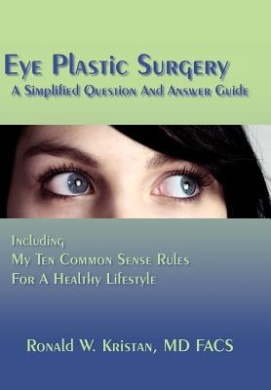 Eye Plastic Surgery
A Simplified Question And Answer Guide
Including
My Ten Common Sense Rules
For A Healthy Lifestyle
Ronald W. Kristan, MD FACS